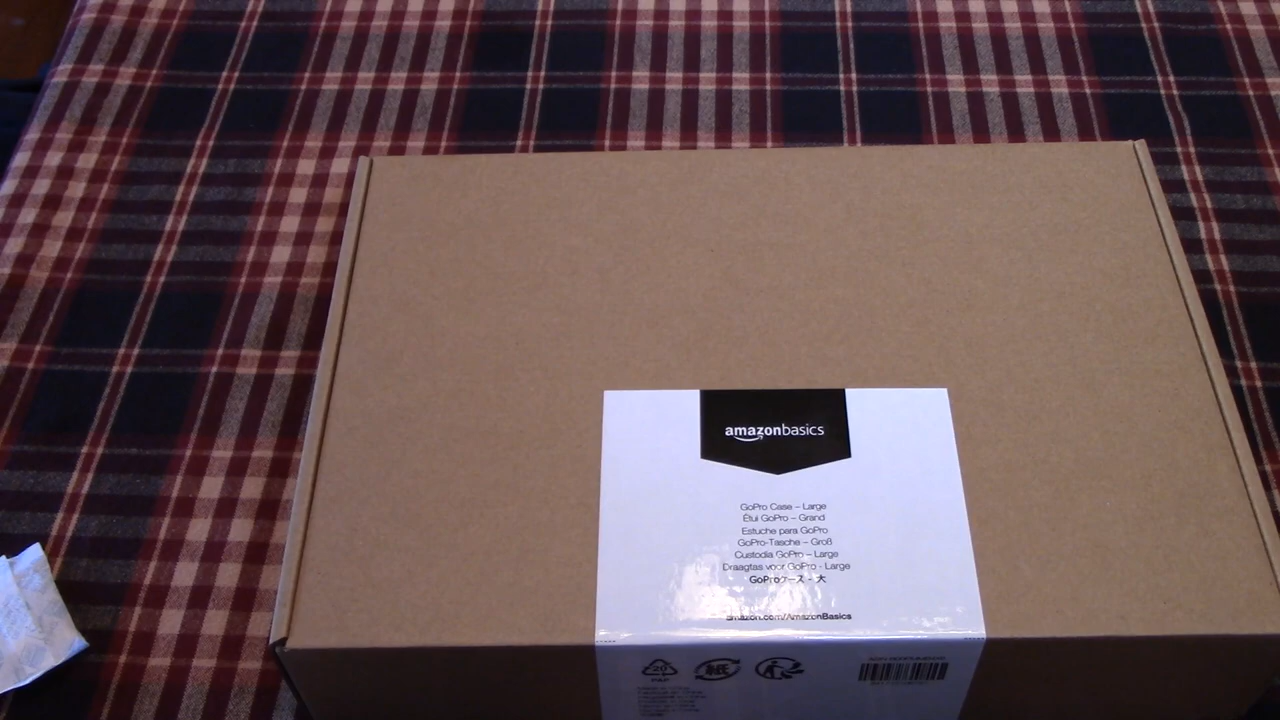 amazonbasics
GoPro Case – Large
Étui GoPro – Grand
Estuche para GoPro
GoPro-Tasche – Groß
Custodia GoPro – Large
Draagtas voor GoPro - Large
GoProケース - 大
amazon.com/AmazonBasics
20
PAP
紙